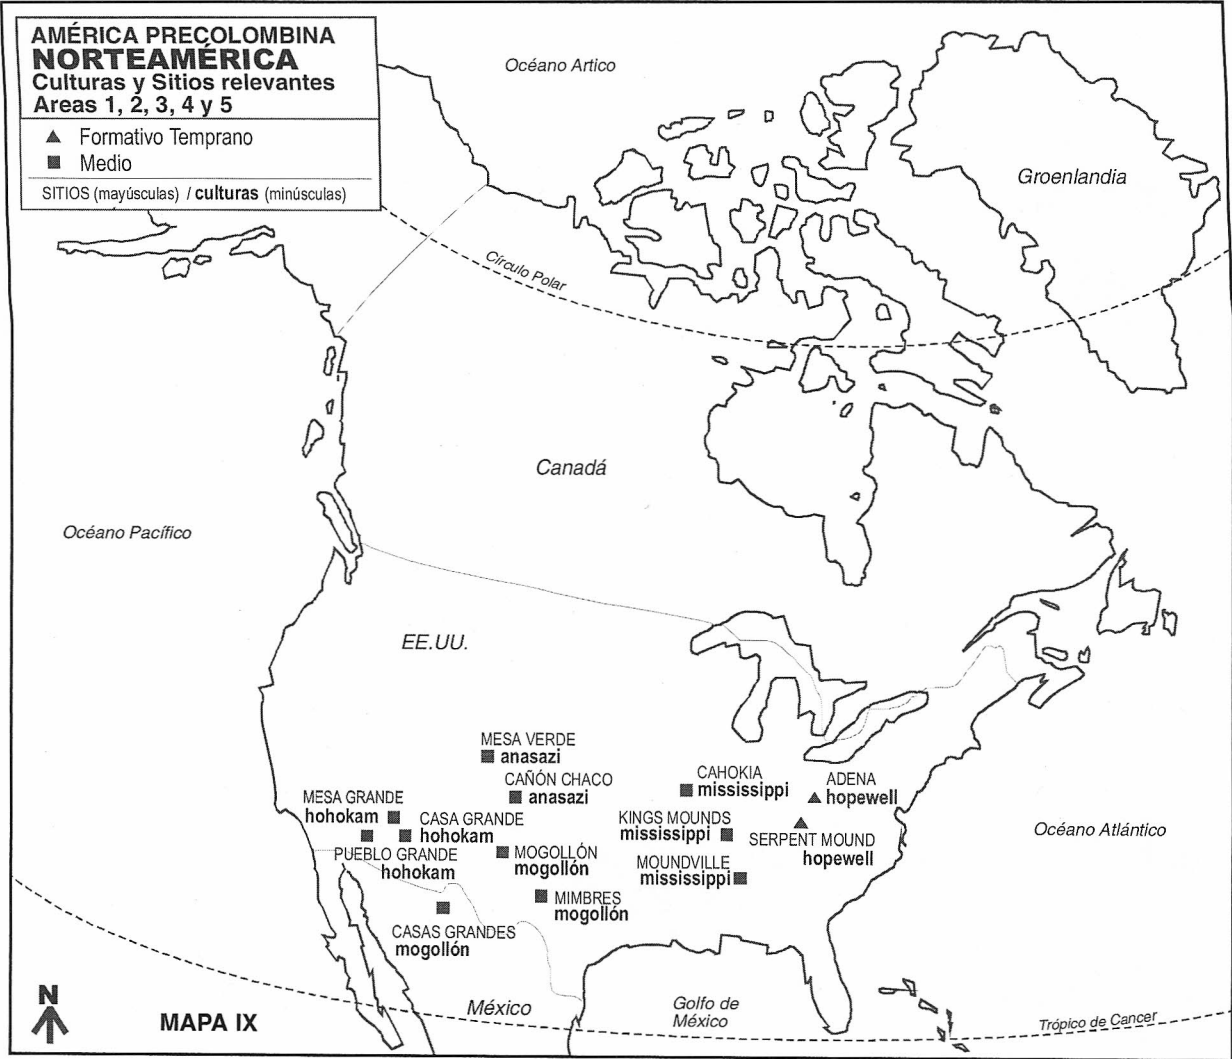 AMÉRICA PRECOLOMBINA
NORTEAMÉRICA
Culturas y Sitios relevantes
Areas 1, 2, 3, 4 y 5
Formativo Temprano
Medio
SITIOS (mayúsculas) / culturas (minúsculas)
Océano Artico
Groenlandia
Círculo Polar
Canadá
Océano Pacífico
EE.UU.
MESA VERDE
anasazi
CAÑÓN CHACO
anasazi
CAHOKIA
mississippi
ADENA
hopewell
MESA GRANDE
hohokam
CASA GRANDE
hohokam
KINGS MOUNDS
mississippi
SERPENT MOUND
hopewell
Océano Atlántico
PUEBLO GRANDE
hohokam
MOGOLLÓN
mogollón
MOUNDVILLE
mississippi
MIMBRES
mogollón
CASAS GRANDES
mogollón
N
MAPA IX
México
Golfo de
México
Trópico de Cancer